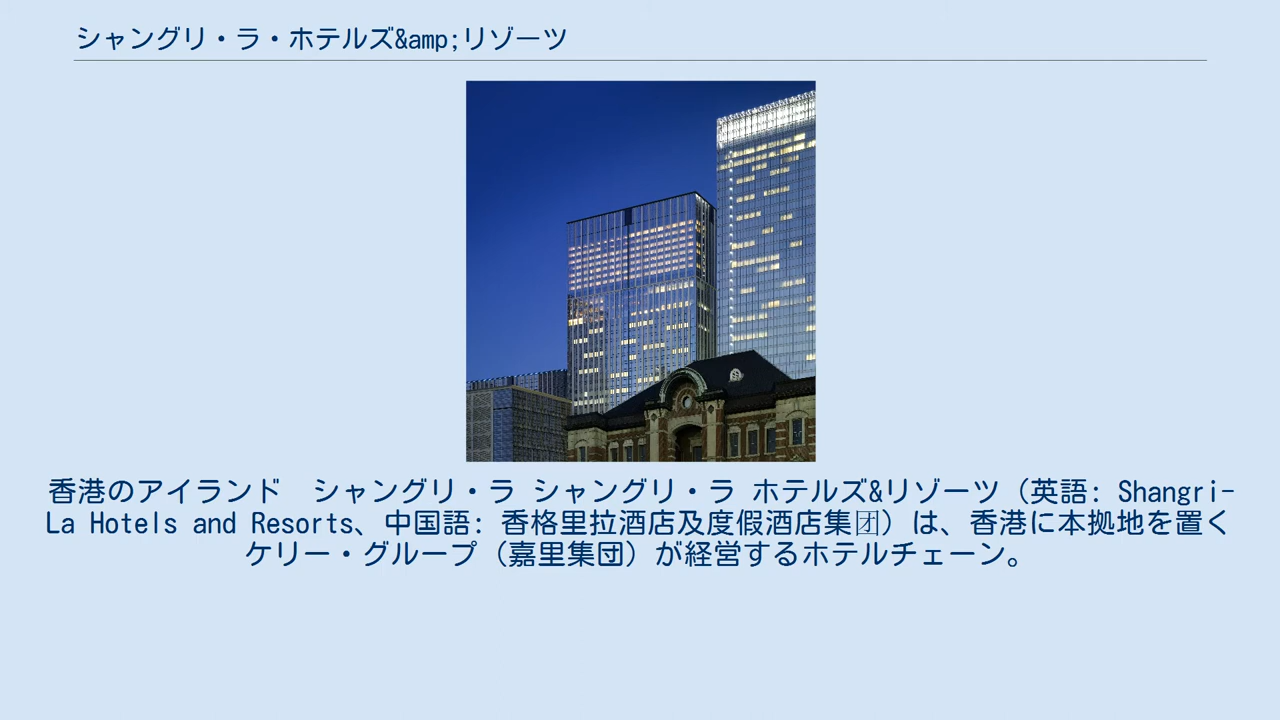 シャングリ・ラ・ホテルズ&amp;リゾーツ
香港のアイランド　シャングリ・ラ シャングリ・ラ ホテルズ&リゾーツ（英語: Shangri-
La Hotels and Resorts、中国語: 香格里拉酒店及度假酒店集团）は、香港に本拠地を置く
ケリー・グループ（嘉里集団）が経営するホテルチェーン。